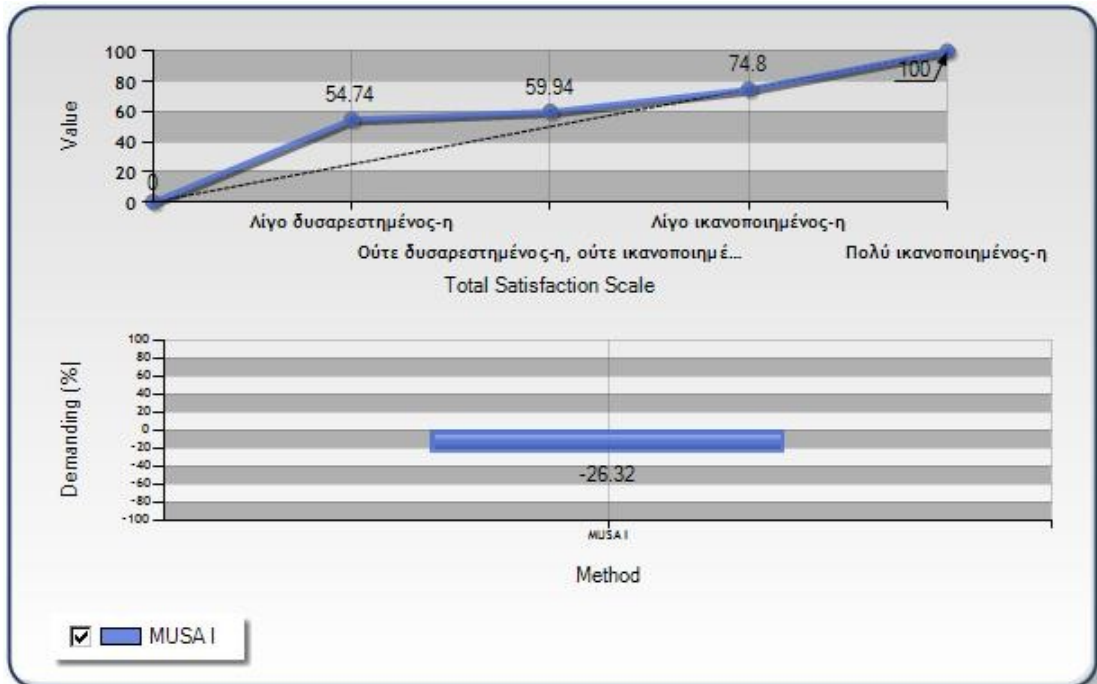 100
80
60
40
20
0
Value
0
54.74
59.94
74.8
100
Λίγο δυσαρεστημένος-η
Λίγο ικανοποιημένος-η
Ούτε δυσαρεστημένος-η, ούτε ικανοποιημέ...
Πολύ ικανοποιημένος-η
Total Satisfaction Scale
100
80
60
40
20
0
-20
-40
-60
-80
-100
Demanding (%)
-26.32
MUSA I
Method
MUSA I